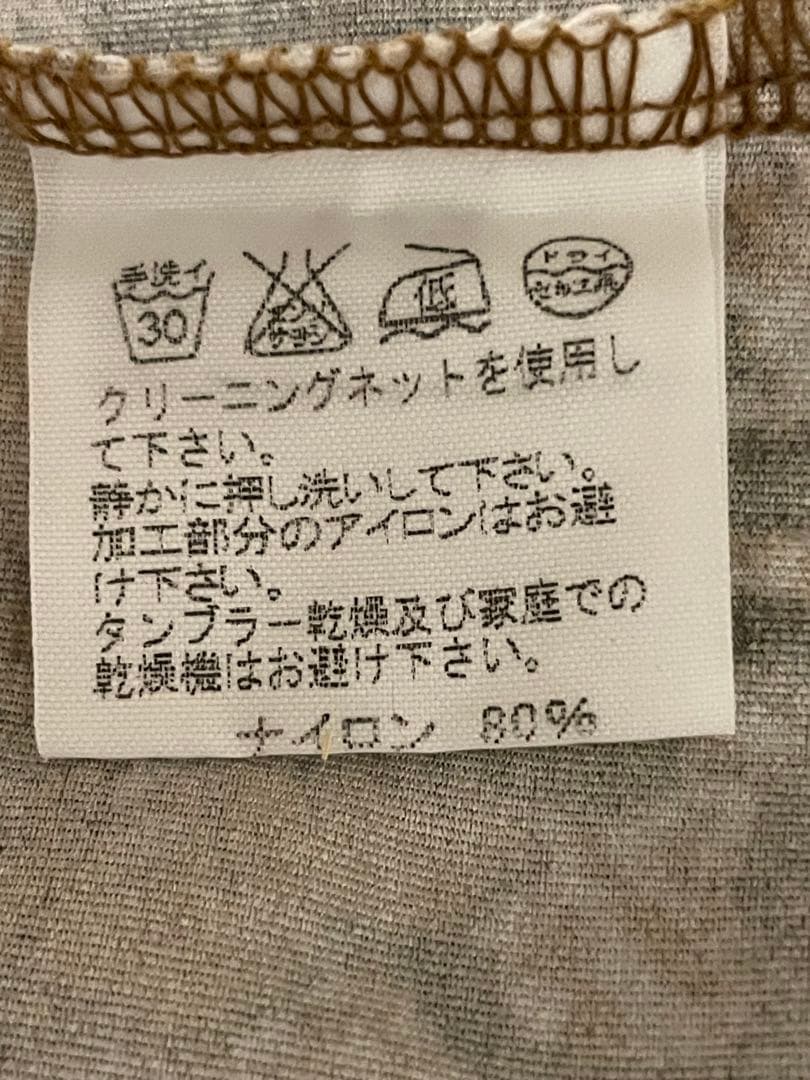 手洗イ
30
低
ドライ
クリーニングネットを使用し
て下さい。
静かに押し洗いして下さい。
加工部分のアイロンはお避
け下さい。
タンブラー乾燥及び家庭での
乾燥機はお避け下さい。
ナイロン 80%